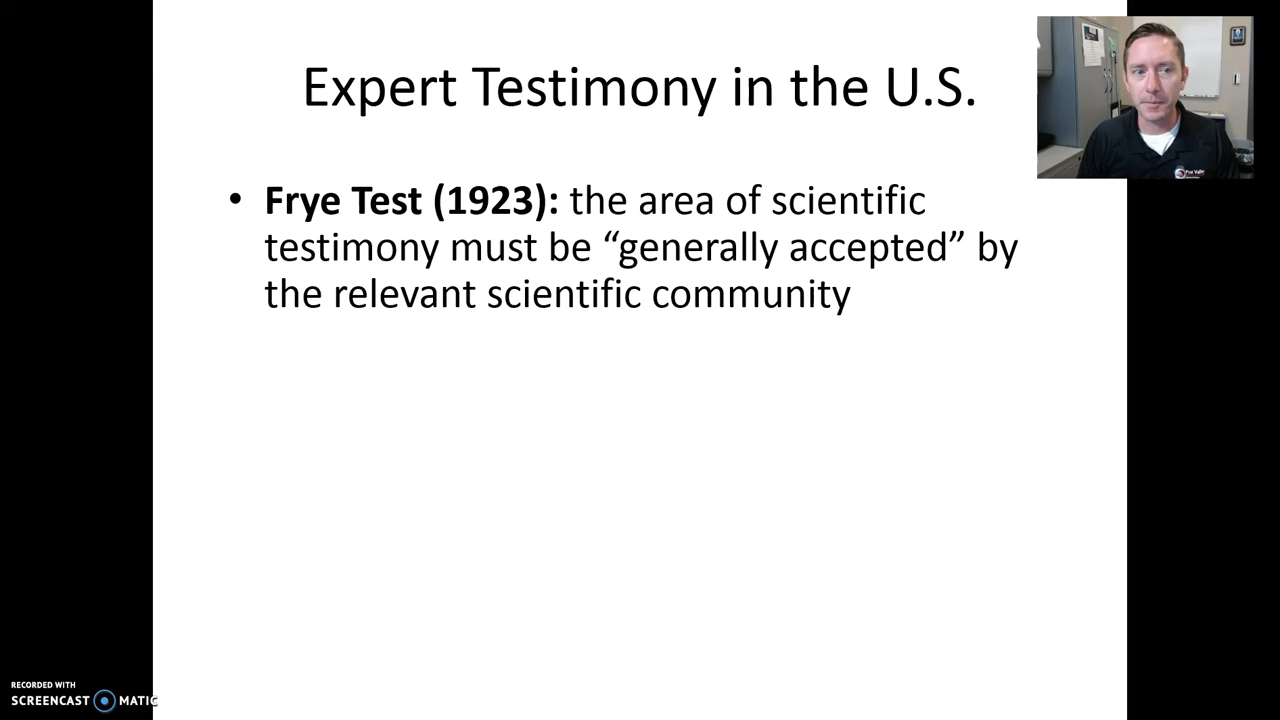 Expert Testimony in the U.S.
• Frye Test (1923): the area of scientific
testimony must be “generally accepted” by
the relevant scientific community
RECORDED WITH
SCREENCAST MATIC